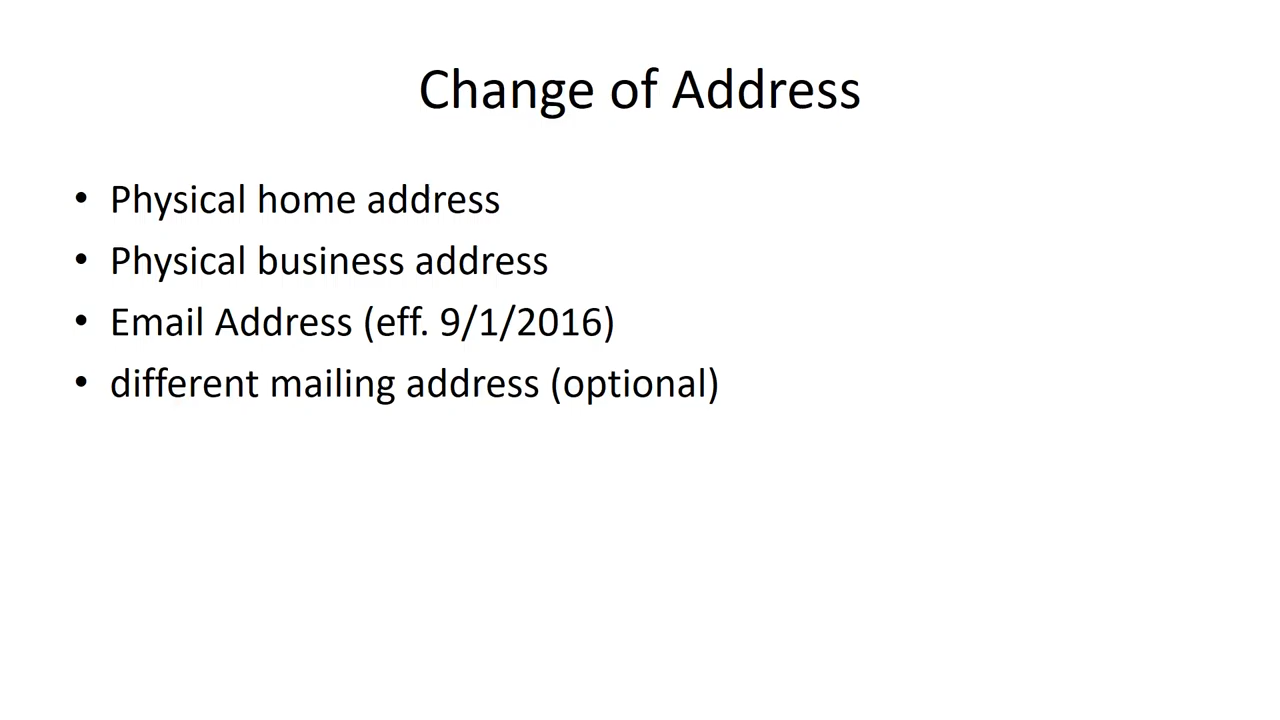 Change of Address
• Physical home address
• Physical business address
• Email Address (eff. 9/1/2016)
• different mailing address (optional)